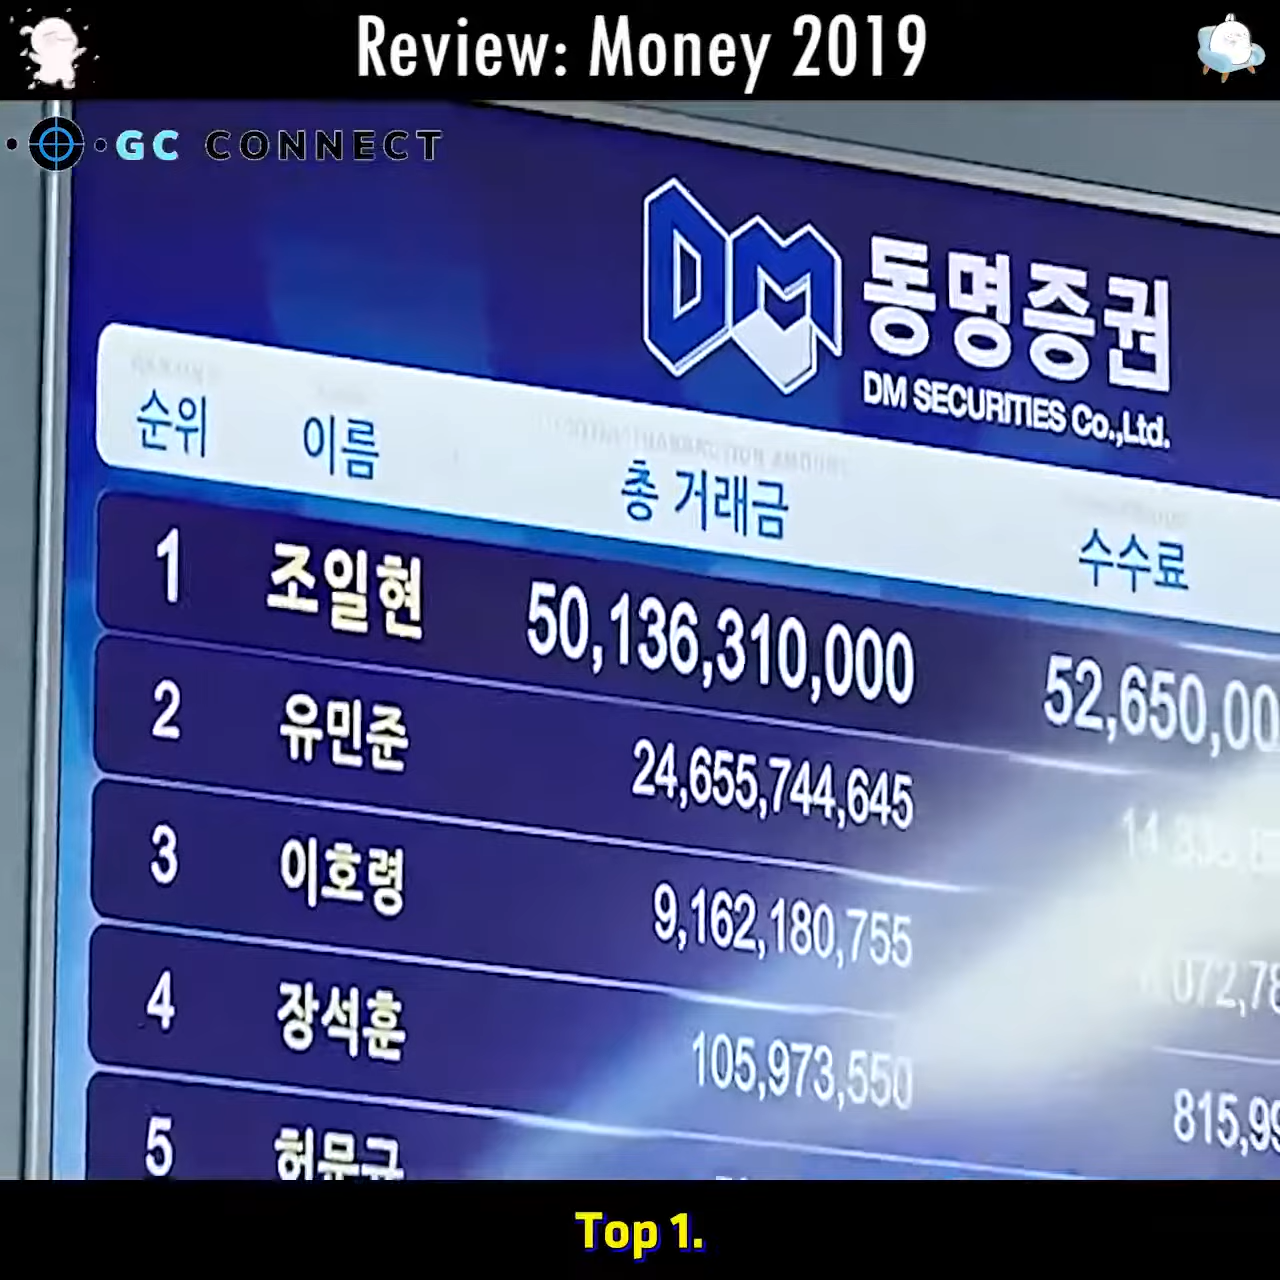 Review: Money 2019
GC CONNECT
DM 동명증권
DM SECURITIES Co.,Ltd.
순위 이름 총 거래금 수수료
1 조일현 50,136,310,000 52,650,00
2 유민준 24,655,744,645
3 이호령 9,162,180,755 072,78
4 장석훈 105,973,550 815,99
5
Top 1.